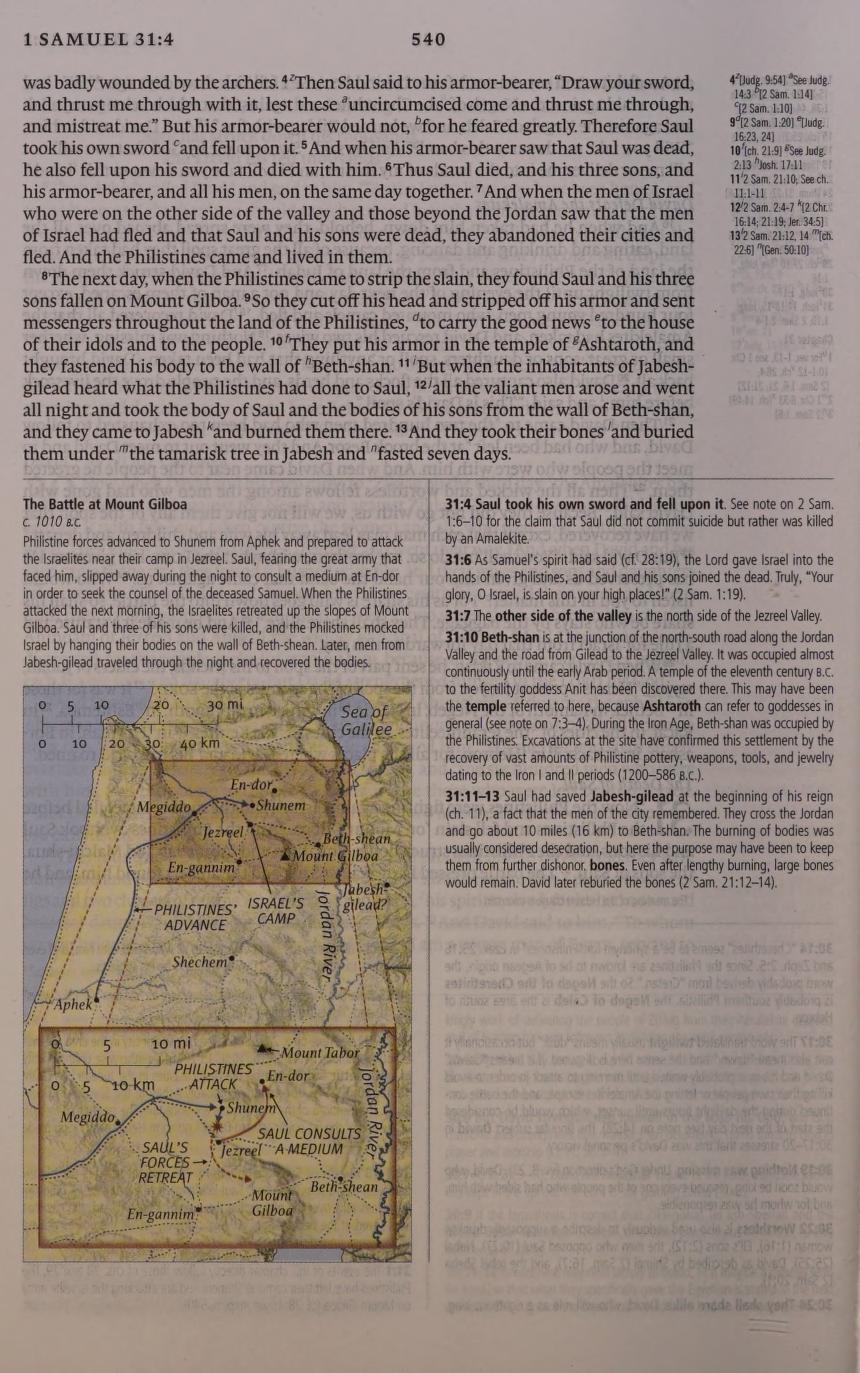 1 SAMUEL 31:4
540
was badly wounded by the archers. 4 zThen Saul said to his armor-bearer, “Draw your sword,
and thrust me through with it, lest these auncircumcised come and thrust me through,
and mistreat me.” But his armor-bearer would not, bfor he feared greatly. Therefore Saul
took his own sword cand fell upon it. 5 And when his armor-bearer saw that Saul was dead,
he also fell upon his sword and died with him. 6 Thus Saul died, and his three sons, and
his armor-bearer, and all his men, on the same day together. 7 And when the men of Israel
who were on the other side of the valley and those beyond the Jordan saw that the men
of Israel had fled and that Saul and his sons were dead, they abandoned their cities and
fled. And the Philistines came and lived in them.
8 The next day, when the Philistines came to strip the slain, they found Saul and his three
sons fallen on Mount Gilboa. 9 So they cut off his head and stripped off his armor and sent
messengers throughout the land of the Philistines, dto carry the good news eto the house
of their idols and to the people. 10 fThey put his armor in the temple of gAshtaroth, and
they fastened his body to the wall of hBeth-shan. 11 iBut when the inhabitants of Jabesh-
gilead heard what the Philistines had done to Saul, 12 jall the valiant men arose and went
all night and took the body of Saul and the bodies of his sons from the wall of Beth-shan,
and they came to Jabesh kand burned them there. 13 And they took their bones land buried
them under mthe tamarisk tree in Jabesh and nfasted seven days.
4 z[Judg. 9:54] aSee Judg.
14:3 b[2 Sam. 1:14]
c[2 Sam. 1:10]
9 d[2 Sam. 1:20] e[Judg.
16:23, 24]
10 f[ch. 21:9] gSee Judg.
2:13 hJosh. 17:11
11 i2 Sam. 21:10; See ch.
11:1-11
12 j2 Sam. 2:4-7 k[2 Chr.
16:14; 21:19; Jer. 34:5]
13 l2 Sam. 21:12, 14 m[ch.
22:6] n[Gen. 50:10]
The Battle at Mount Gilboa
c. 1010 B.C.
Philistine forces advanced to Shunem from Aphek and prepared to attack
the Israelites near their camp in Jezreel. Saul, fearing the great army that
faced him, slipped away during the night to consult a medium at En-dor
in order to seek the counsel of the deceased Samuel. When the Philistines
attacked the next morning, the Israelites retreated up the slopes of Mount
Gilboa. Saul and three of his sons were killed, and the Philistines mocked
Israel by hanging their bodies on the wall of Beth-shean. Later, men from
Jabesh-gilead traveled through the night and recovered the bodies.
0 5 10 20 30 mi
0 10 20 30 40 km
Sea of
Galilee
En-dor
Megiddo
Shunem
Jezreel
Beth-shean
Mount Gilboa
En-gannim
Jabesh-
gilead?
ISRAEL'S
CAMP
PHILISTINES'
ADVANCE
Jordan River
Shechem
Aphek
0 5 10 mi
0 5 10 km
Mount Tabor
PHILISTINES
ATTACK
En-dor
Jordan River
Megiddo
Shunem
SAUL CONSULTS
A MEDIUM
SAUL'S
FORCES
RETREAT
Jezreel
Beth-shean
Mount
Gilboa
En-gannim
31:4 Saul took his own sword and fell upon it. See note on 2 Sam.
1:6–10 for the claim that Saul did not commit suicide but rather was killed
by an Amalekite.
31:6 As Samuel's spirit had said (cf. 28:19), the Lord gave Israel into the
hands of the Philistines, and Saul and his sons joined the dead. Truly, “Your
glory, O Israel, is slain on your high places!” (2 Sam. 1:19).
31:7 The other side of the valley is the north side of the Jezreel Valley.
31:10 Beth-shan is at the junction of the north-south road along the Jordan
Valley and the road from Gilead to the Jezreel Valley. It was occupied almost
continuously until the early Arab period. A temple of the eleventh century B.C.
to the fertility goddess Anit has been discovered there. This may have been
the temple referred to here, because Ashtaroth can refer to goddesses in
general (see note on 7:3–4). During the Iron Age, Beth-shan was occupied by
the Philistines. Excavations at the site have confirmed this settlement by the
recovery of vast amounts of Philistine pottery, weapons, tools, and jewelry
dating to the Iron I and II periods (1200–586 B.C.).
31:11–13 Saul had saved Jabesh-gilead at the beginning of his reign
(ch. 11), a fact that the men of the city remembered. They cross the Jordan
and go about 10 miles (16 km) to Beth-shan. The burning of bodies was
usually considered desecration, but here the purpose may have been to keep
them from further dishonor. bones. Even after lengthy burning, large bones
would remain. David later reburied the bones (2 Sam. 21:12–14).